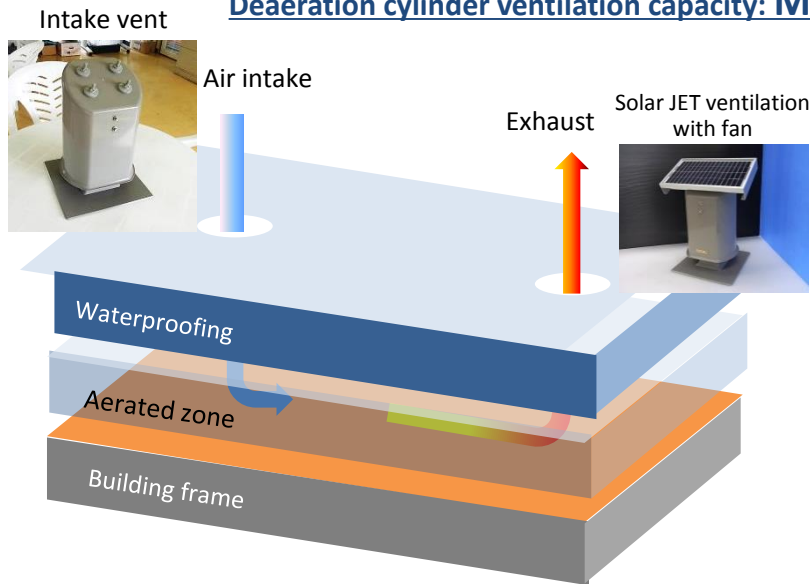 Deaeration cylinder ventilation capacity:
Intake vent
Air intake
Exhaust
Solar JET ventilation
with fan
Waterproofing
Aerated zone
Building frame